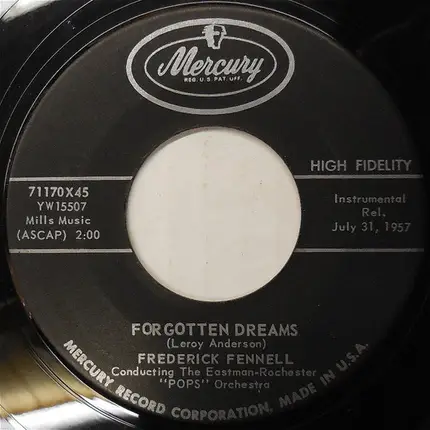 Mercury
REG. U.S. PAT. OFF.
HIGH FIDELITY
71170X45
YW15507
Mills Music
(ASCAP) 2:00
Instrumental
Rel.
July 31, 1957
FORGOTTEN DREAMS
(Leroy Anderson)
FREDERICK FENNELL
Conducting The Eastman-Rochester
"POPS" Orchestra
MERCURY RECORD CORPORATION, MADE IN U.S.A.